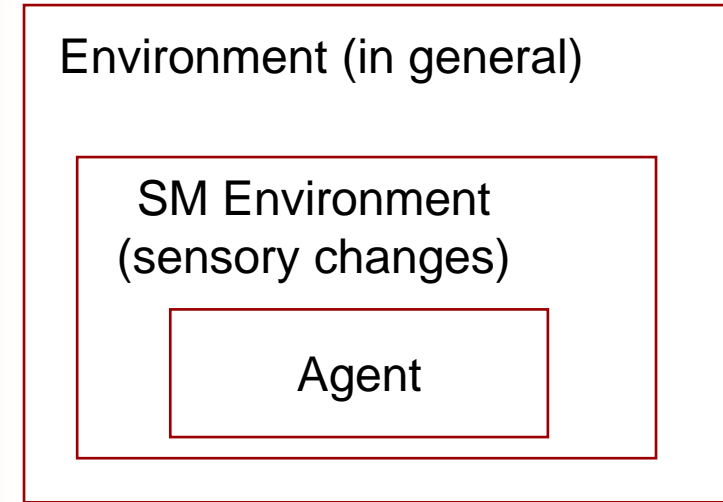 Environment (in general)
SM Environment
(sensory changes)
Agent